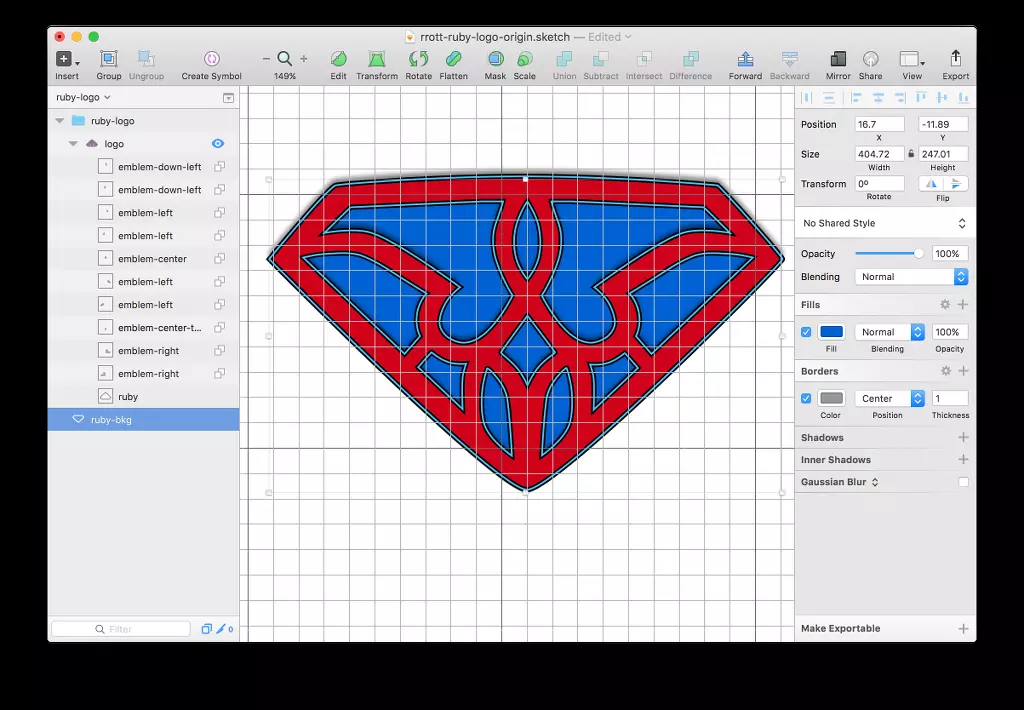 rrott-ruby-logo-origin.sketch — Edited
Insert Group Ungroup Create Symbol 149% Edit Transform Rotate Flatten Mask Scale Union Subtract Intersect Difference Forward Backward Mirror Share View Export
ruby-logo
ruby-logo
logo
emblem-down-left
emblem-down-left
emblem-left
emblem-left
emblem-center
emblem-left
emblem-left
emblem-center-t...
emblem-right
emblem-right
ruby
ruby-bkg
Filter
0
Position 16.7 -11.89
X Y
Size 404.72 247.01
Width Height
Transform 0º
Rotate Flip
No Shared Style
Opacity 100%
Blending Normal
Fills
Normal 100%
Fill Blending Opacity
Borders
Center 1
Color Position Thickness
Shadows
Inner Shadows
Gaussian Blur
Make Exportable